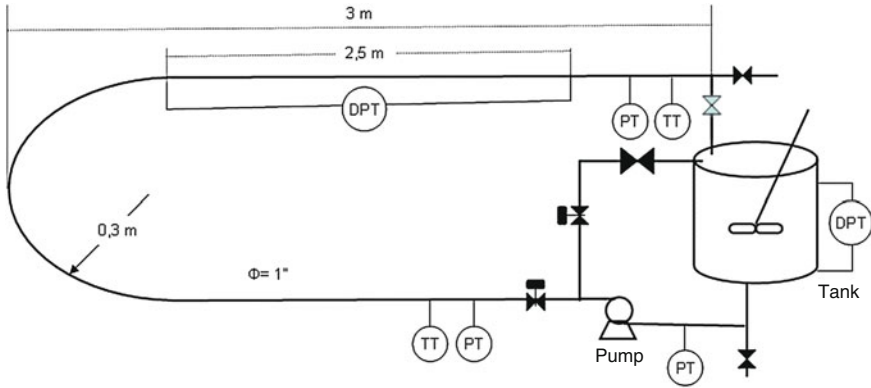 3 m
2,5 m
DPT
PT
TT
0,3 m
DPT
Φ= 1"
Tank
TT
PT
Pump
PT